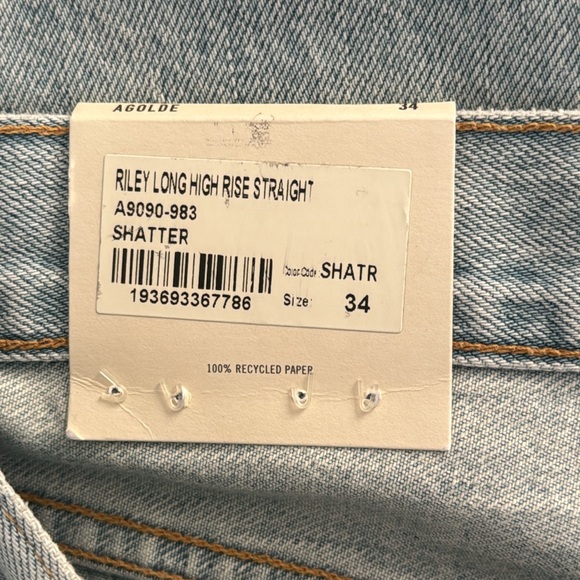 AGOLDE 34
RILEY LONG HIGH RISE STRAIGHT
A9090-983
SHATTER
Color Code: SHATR
193693367786 Size: 34
100% RECYCLED PAPER